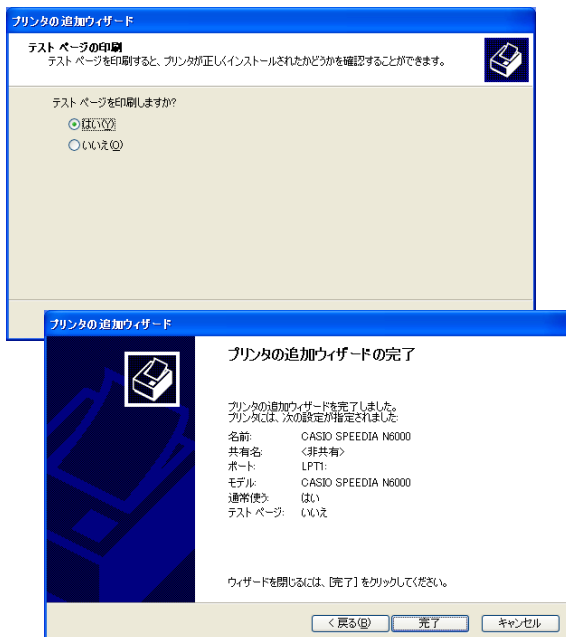 プリンタの追加ウィザード
テスト ページの印刷
テスト ページを印刷すると、プリンタが正しくインストールされたかどうかを確認することができます。
テスト ページを印刷しますか?
はい(Y)
いいえ(O)
プリンタの追加ウィザード
プリンタの追加ウィザードの完了
プリンタの追加ウィザードを完了しました。
プリンタには、次の設定が指定されました:
名前: CASIO SPEEDIA N6000
共有名: <非共有>
ポート: LPT1:
モデル: CASIO SPEEDIA N6000
通常使う: はい
テスト ページ: いいえ
ウィザードを閉じるには、[完了] をクリックしてください。
< 戻る(B) 完了 キャンセル